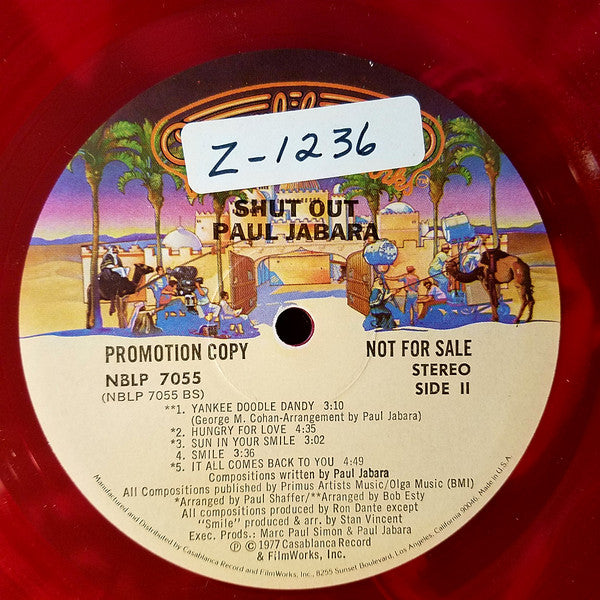 Z-1236
SHUT OUT
PAUL JABARA
PROMOTION COPY
NOT FOR SALE
NBLP 7055
(NBLP 7055 BS)
STEREO
SIDE II
**1. YANKEE DOODLE DANDY 3:10
(George M. Cohan-Arrangement by Paul Jabara)
*2. HUNGRY FOR LOVE 4:35
*3. SUN IN YOUR SMILE 3:02
4. SMILE 3:36
*5. IT ALL COMES BACK TO YOU 4:49
Compositions written by Paul Jabara
All Compositions published by Primus Artists Music/Olga Music (BMI)
*Arranged by Paul Shaffer/**Arranged by Bob Esty
All compositions produced by Ron Dante except
"Smile" produced & arr. by Stan Vincent
Exec. Prods.: Marc Paul Simon & Paul Jabara
℗ © 1977 Casablanca Record
& FilmWorks, Inc.
Manufactured and Distributed by Casablanca Record and FilmWorks, Inc., 8255 Sunset Boulevard, Los Angeles, California 90046, Made in U.S.A.